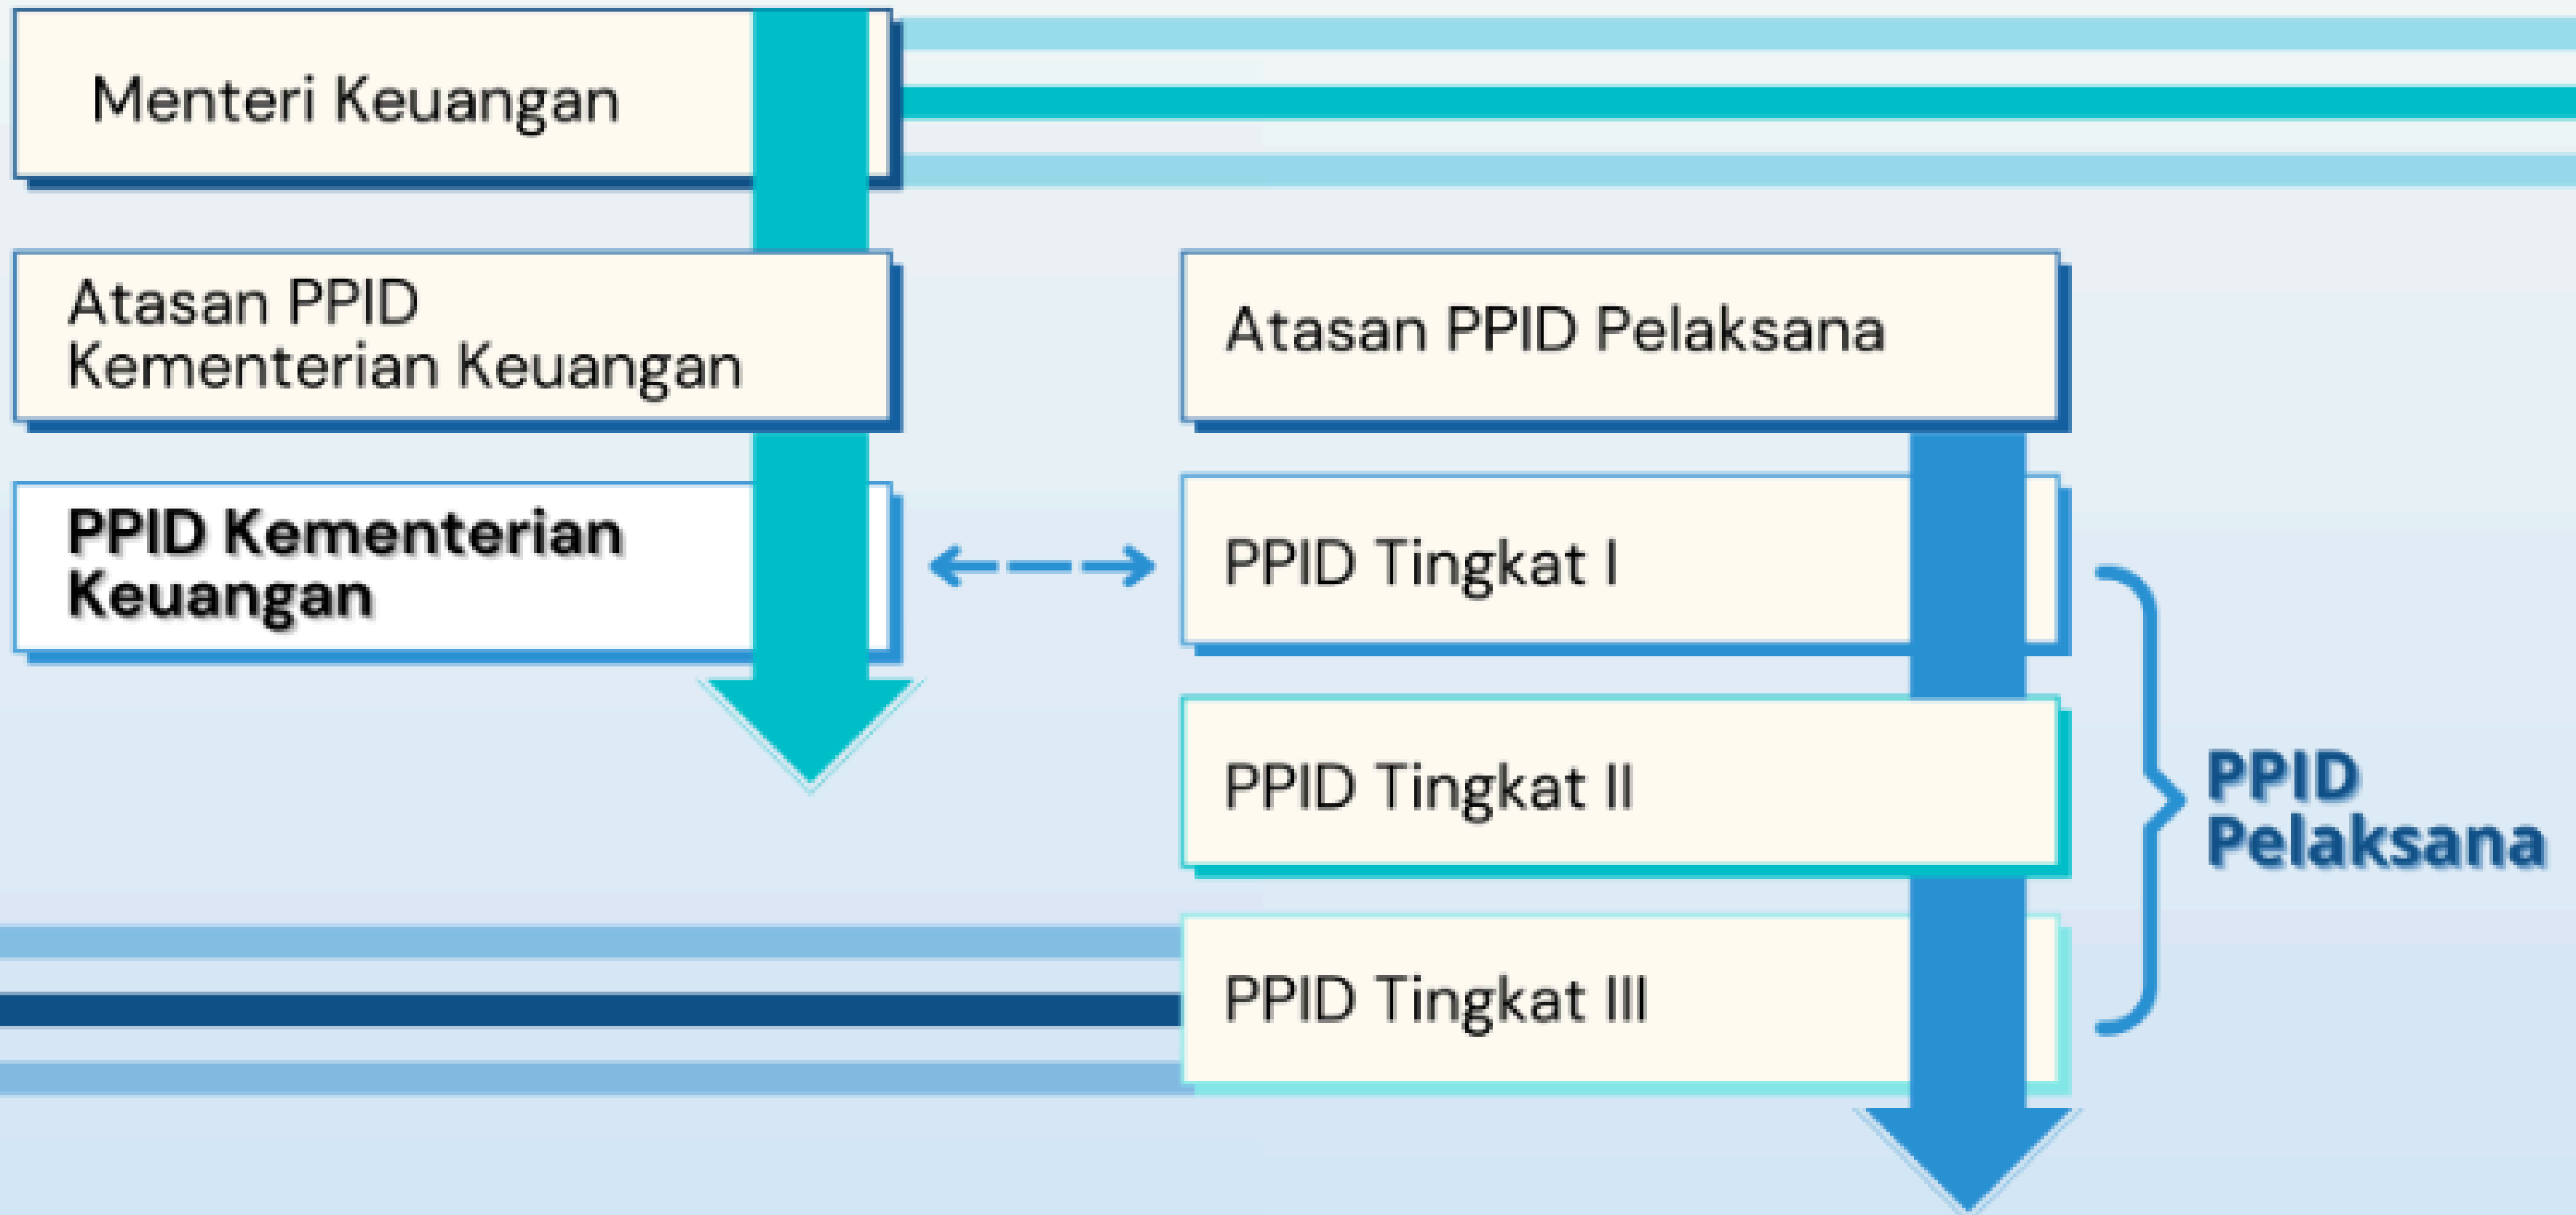 Menteri Keuangan
Atasan PPID
Kementerian Keuangan
PPID Kementerian
Keuangan
Atasan PPID Pelaksana
PPID Tingkat I
PPID Tingkat II
PPID Tingkat III
PPID
Pelaksana